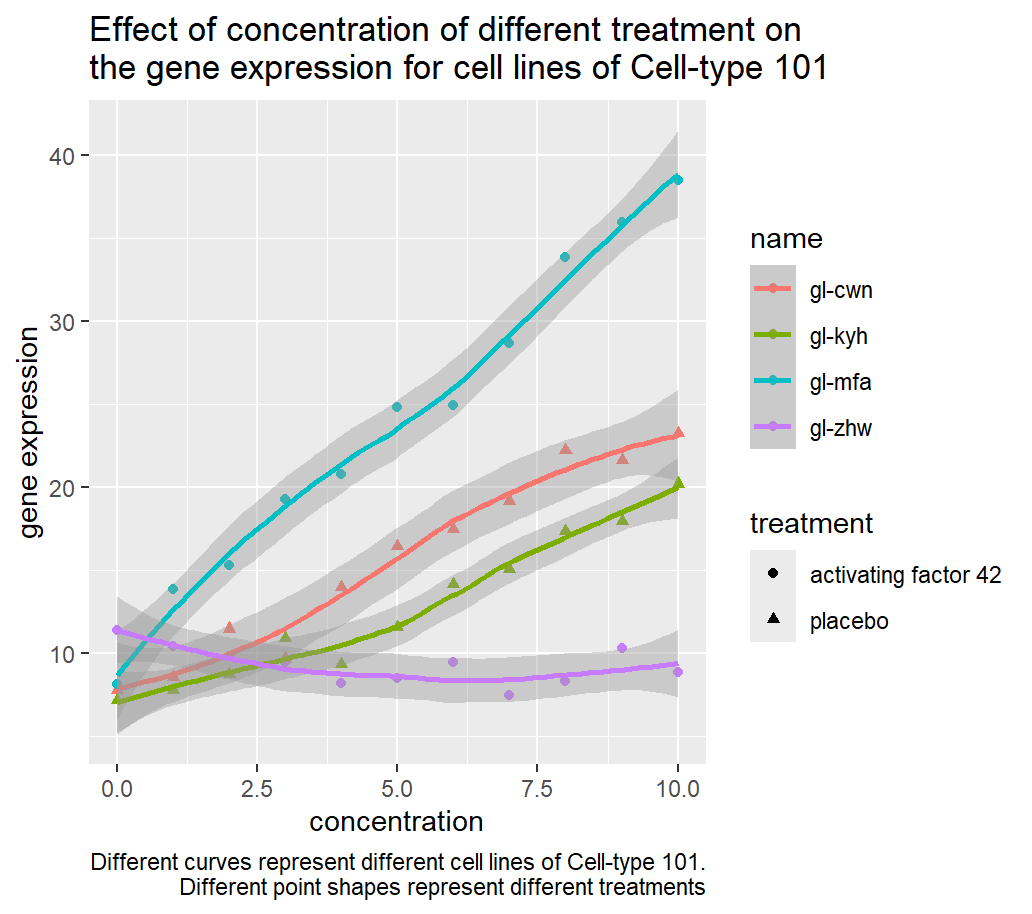 Effect of concentration of different treatment on
the gene expression for cell lines of Cell-type 101
40
30
20
10
gene expression
0.0 2.5 5.0 7.5 10.0
concentration
name
gl-cwn
gl-kyh
gl-mfa
gl-zhw
treatment
activating factor 42
placebo
Different curves represent different cell lines of Cell-type 101.
Different point shapes represent different treatments